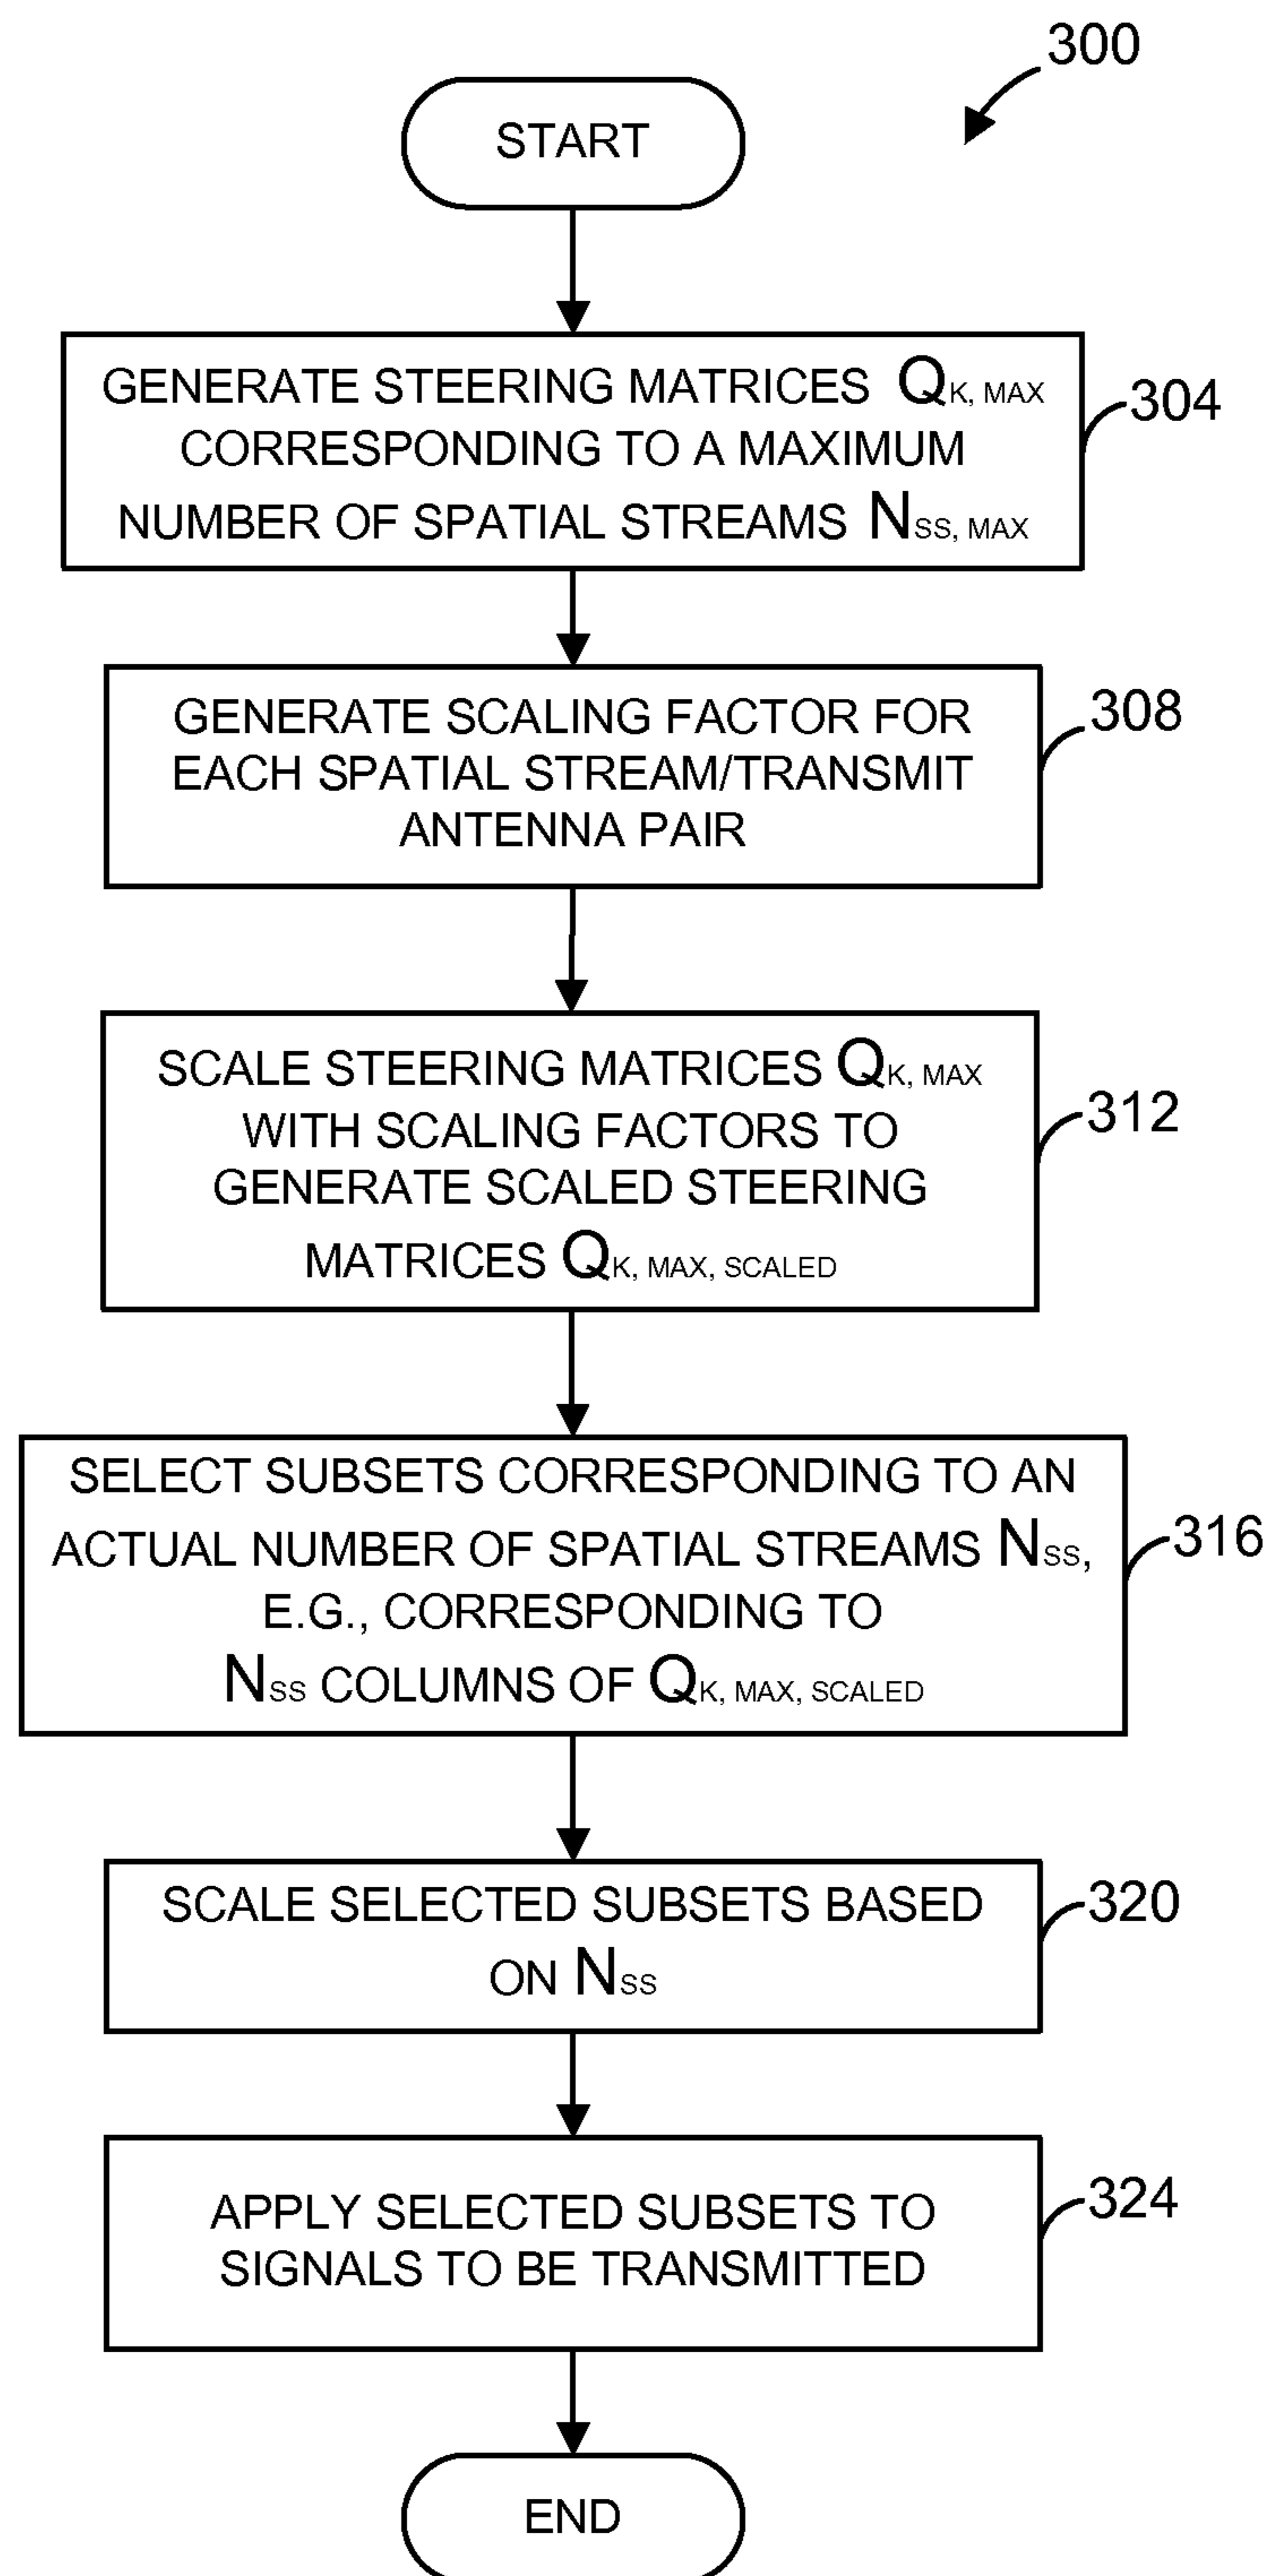 300
START
GENERATE STEERING MATRICES QK, MAX
CORRESPONDING TO A MAXIMUM
NUMBER OF SPATIAL STREAMS NSS, MAX
304
GENERATE SCALING FACTOR FOR
EACH SPATIAL STREAM/TRANSMIT
ANTENNA PAIR
308
SCALE STEERING MATRICES QK, MAX
WITH SCALING FACTORS TO
GENERATE SCALED STEERING
MATRICES QK, MAX, SCALED
312
SELECT SUBSETS CORRESPONDING TO AN
ACTUAL NUMBER OF SPATIAL STREAMS NSS,
E.G., CORRESPONDING TO
NSS COLUMNS OF QK, MAX, SCALED
316
SCALE SELECTED SUBSETS BASED
ON NSS
320
APPLY SELECTED SUBSETS TO
SIGNALS TO BE TRANSMITTED
324
END